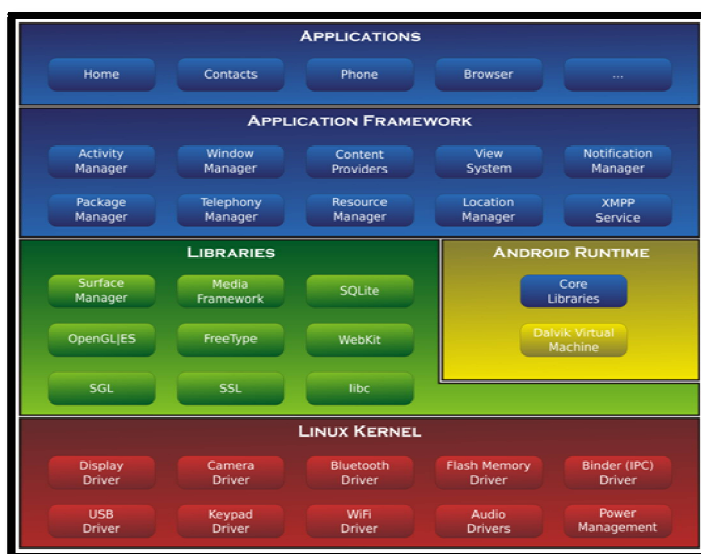 APPLICATIONS
Home
Contacts
Phone
Browser
...
APPLICATION FRAMEWORK
Activity
Manager
Window
Manager
Content
Providers
View
System
Notification
Manager
Package
Manager
Telephony
Manager
Resource
Manager
Location
Manager
XMPP
Service
LIBRARIES
Surface
Manager
Media
Framework
SQLite
OpenGL|ES
FreeType
WebKit
SGL
SSL
libc
ANDROID RUNTIME
Core
Libraries
Dalvik Virtual
Machine
LINUX KERNEL
Display
Driver
Camera
Driver
Bluetooth
Driver
Flash Memory
Driver
Binder (IPC)
Driver
USB
Driver
Keypad
Driver
WiFi
Driver
Audio
Drivers
Power
Management